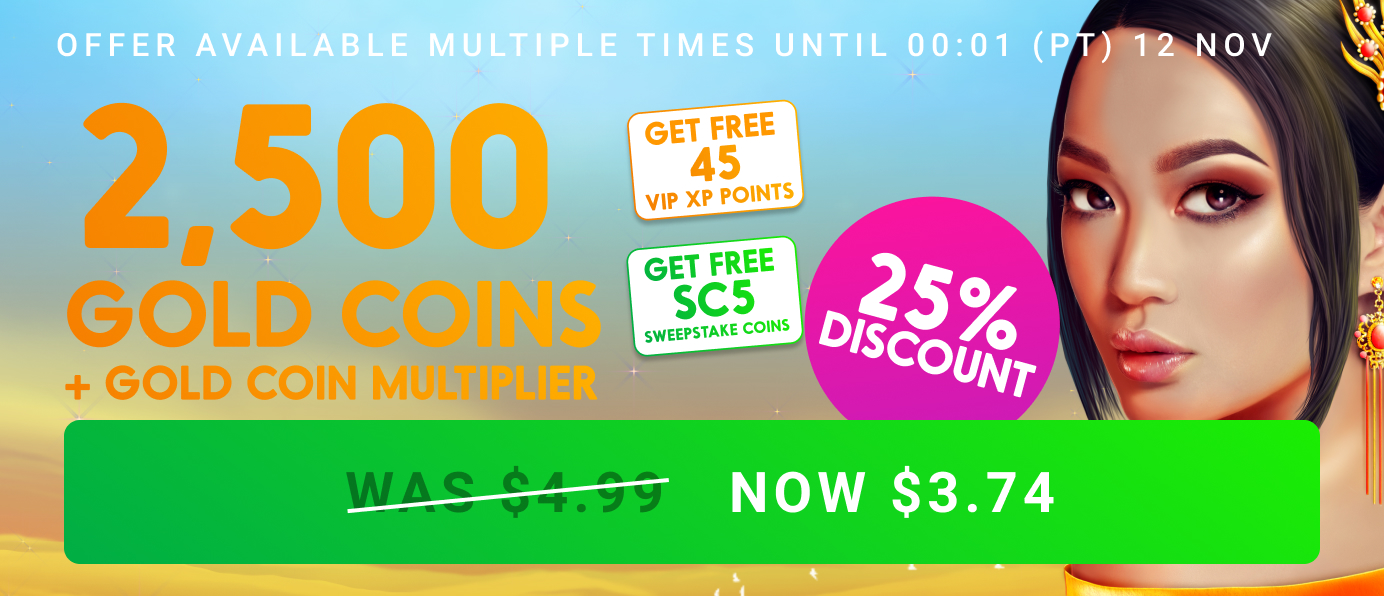 OFFER AVAILABLE MULTIPLE TIMES UNTIL 00:01 (PT) 12 NOV
2,500
GOLD COINS
+ GOLD COIN MULTIPLIER
GET FREE
45
VIP XP POINTS
GET FREE
SC5
SWEEPSTAKE COINS
25%
DISCOUNT
WAS $4.99 NOW $3.74